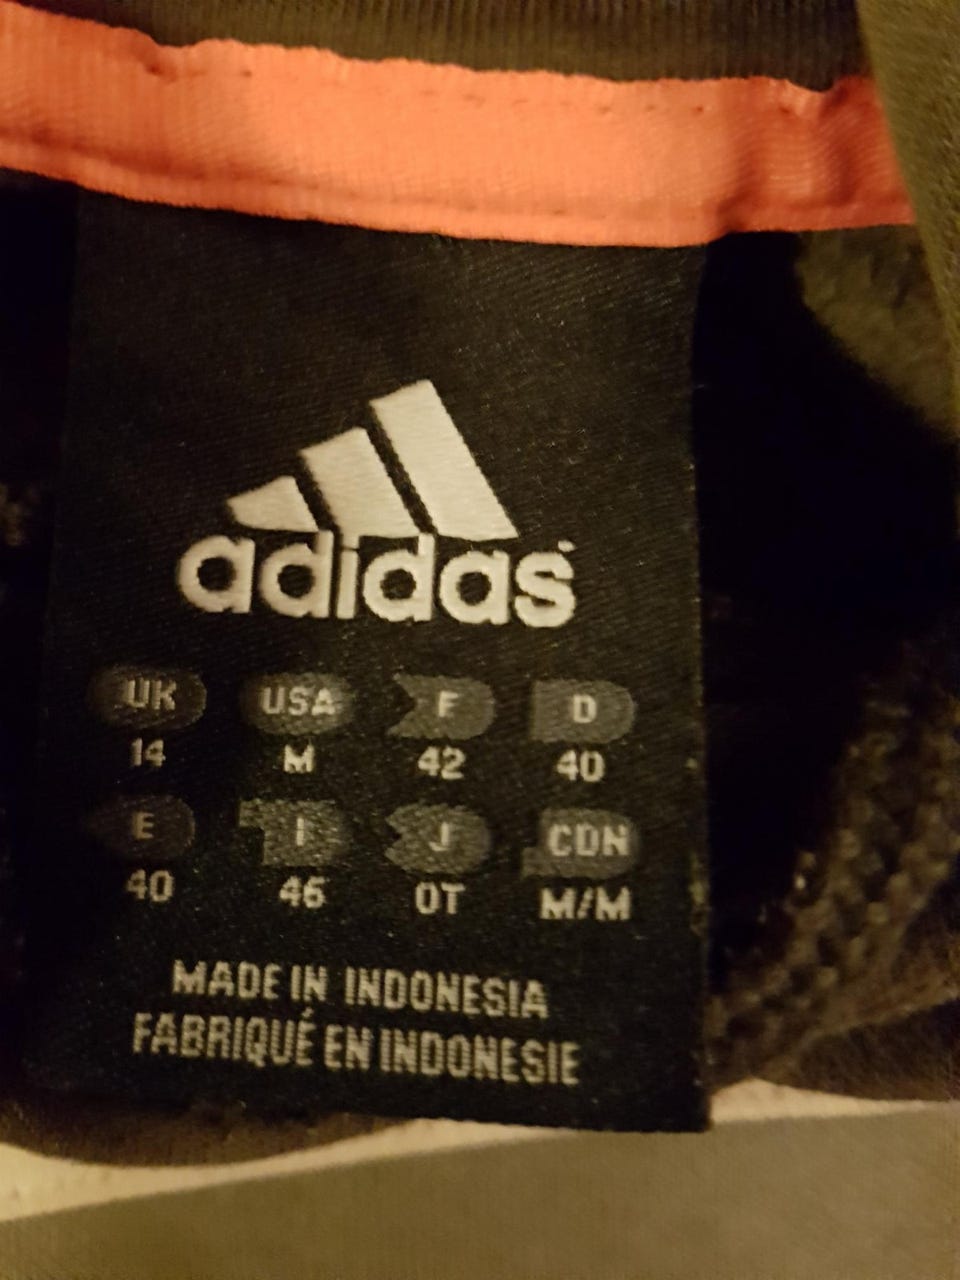 adidas
UK USA F D
14 M 42 40
E I J CDN
40 46 OT M/M
MADE IN INDONESIA
FABRIQUÉ EN INDONESIE